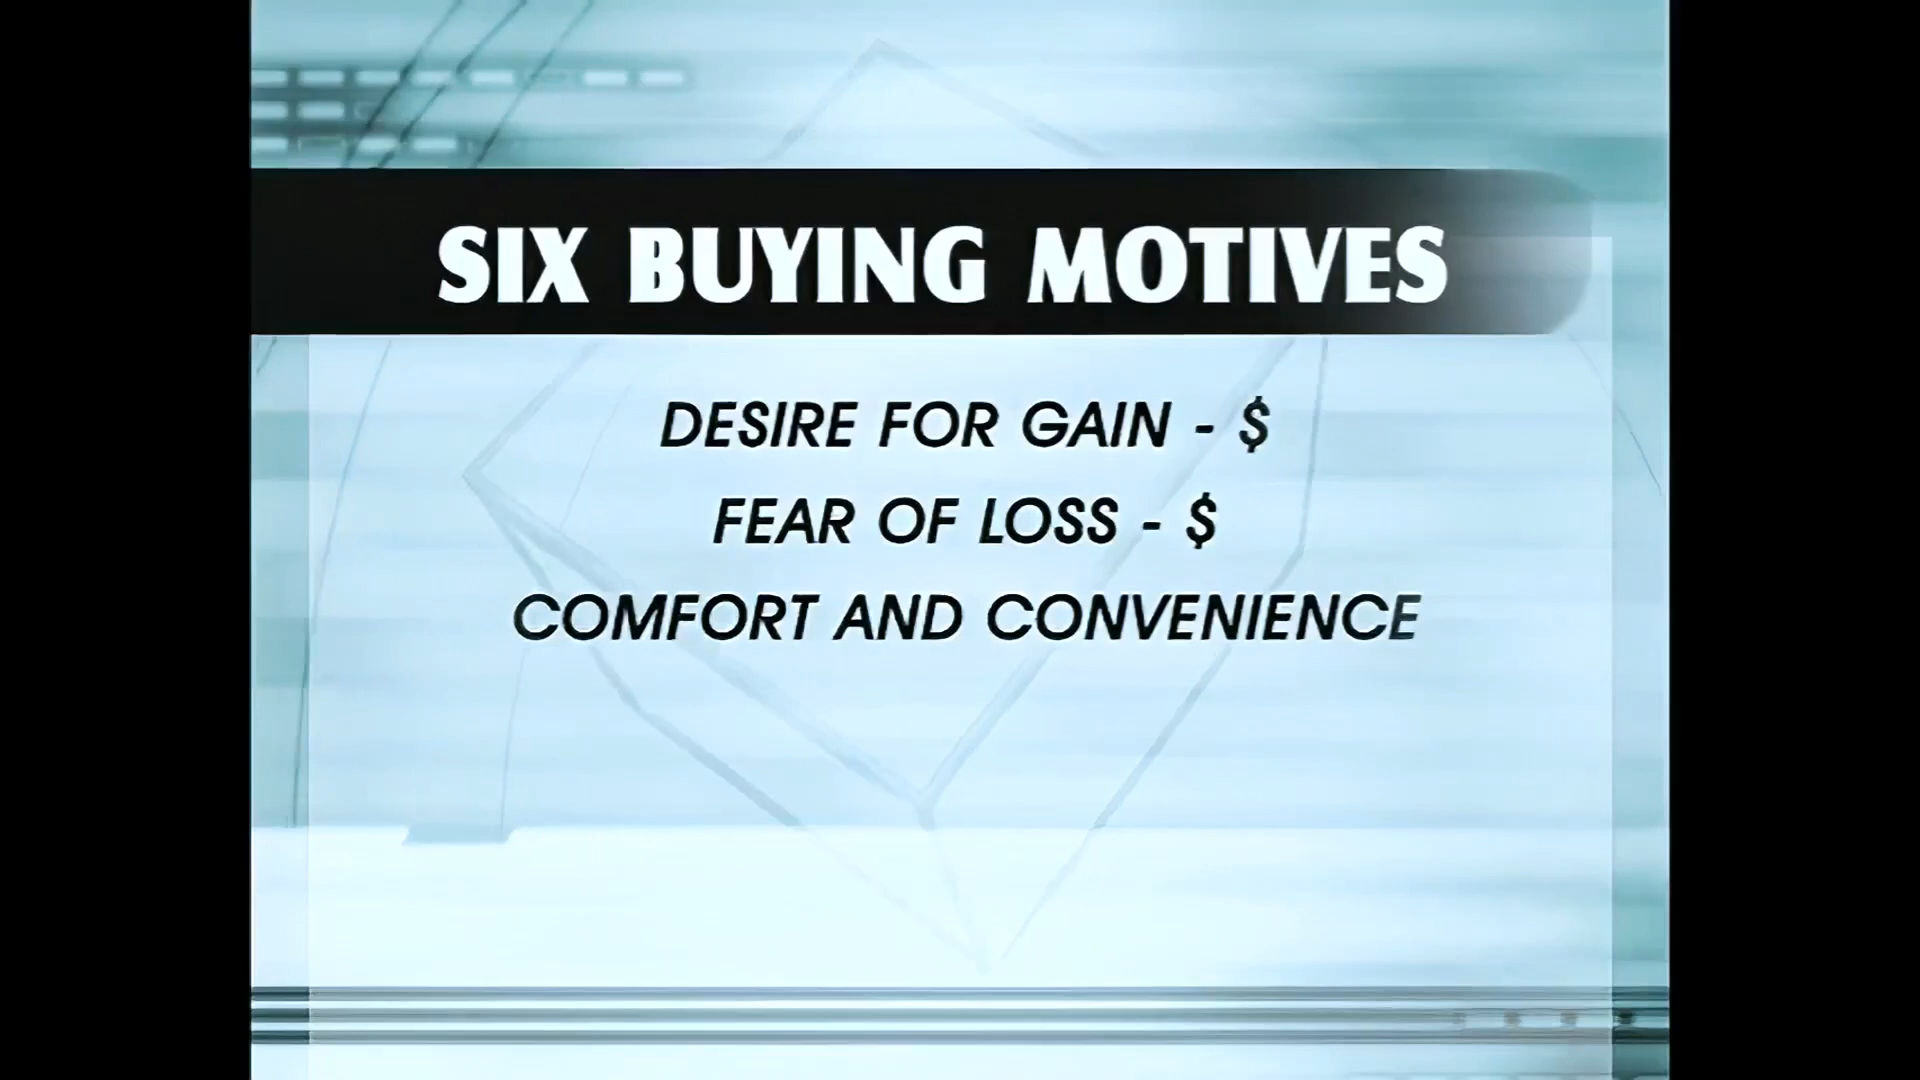 SIX BUYING MOTIVES
DESIRE FOR GAIN - $
FEAR OF LOSS - $
COMFORT AND CONVENIENCE